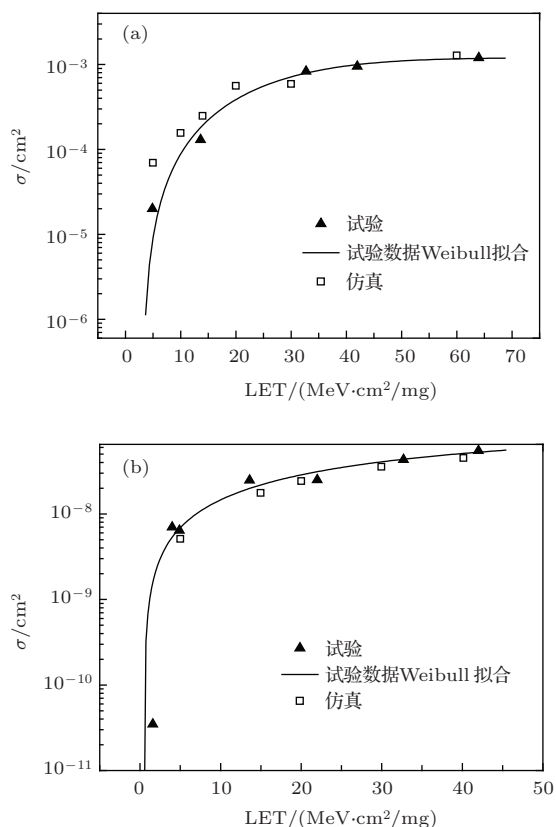 (a)
10⁻³
10⁻⁴
10⁻⁵
10⁻⁶
σ/cm²
试验
试验数据Weibull拟合
仿真
0 10 20 30 40 50 60 70
LET/(MeV·cm²/mg)
(b)
10⁻⁸
10⁻⁹
10⁻¹⁰
10⁻¹¹
σ/cm²
试验
试验数据Weibull 拟合
仿真
0 10 20 30 40 50
LET/(MeV·cm²/mg)